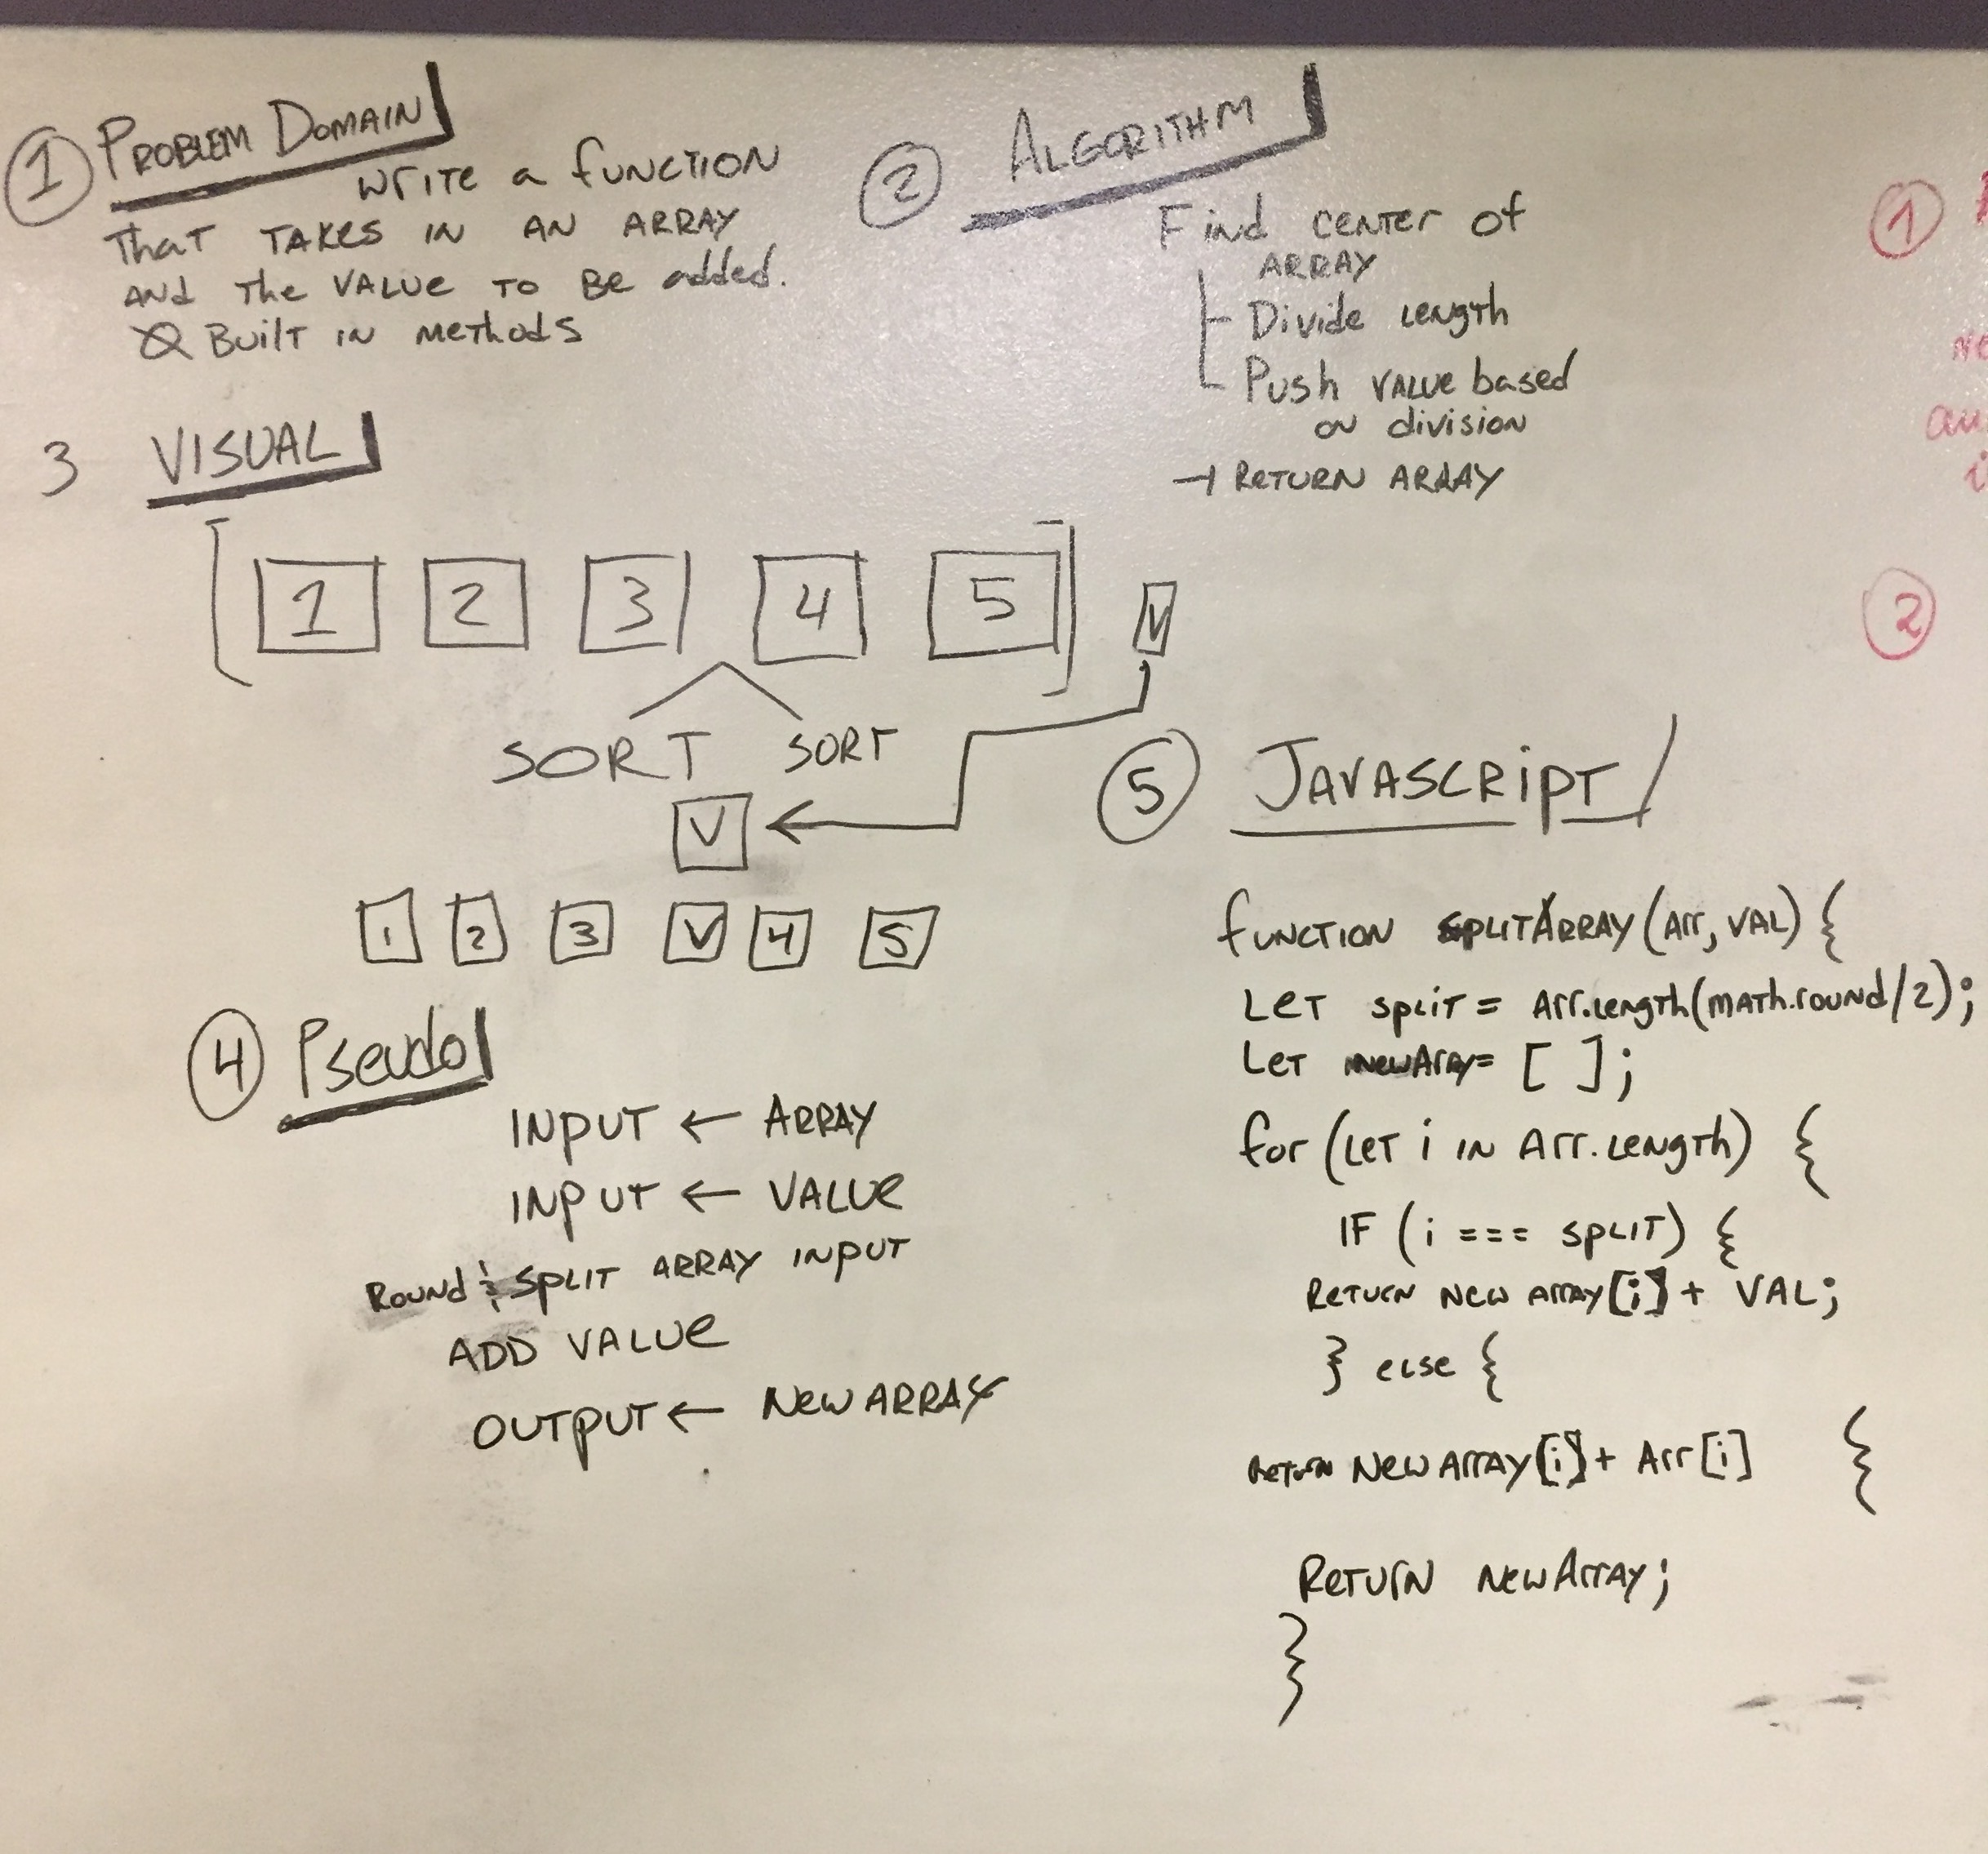 1 PROBLEM DOMAIN
Write a function
That TAKES IN AN ARRAY
AND The VALUE TO BE added.
Ø Built IN Methods
2 ALGORITHM
Find center of
ARRAY
Divide Length
Push VALUE based
on division
→ RETURN ARRAY
3 VISUAL
[ 1 2 3 4 5 ] V
SORT SORT
V
1 2 3 V 4 5
4 Pseudo
INPUT ← ARRAY
INPUT ← VALUE
Round & SPLIT ARRAY INPUT
ADD VALUE
OUTPUT ← NEW ARRAY
5 JAVASCRIPT
function SPLITARRAY(Arr, VAL) {
Let split = Arr.Length(MATH.round/2);
Let newArray= [ ];
for (LET i IN Arr.Length) {
IF (i === SPLIT) {
Return New Array[i] + VAL;
} else {
Return New Array[i] + Arr[i] {
Return newArray;
}
1
2